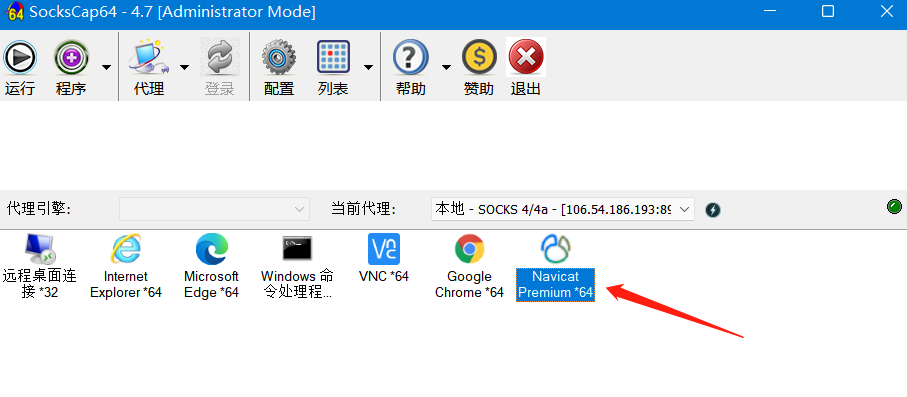 SocksCap64 - 4.7 [Administrator Mode]
运行 程序 代理 登录 配置 列表 帮助 赞助 退出
代理引擎: 当前代理: 本地 - SOCKS 4/4a - [106.54.186.193:89
远程桌面连
接 *32
Internet
Explorer *64
Microsoft
Edge *64
Windows 命
令处理程...
VNC *64
Google
Chrome *64
Navicat
Premium *64